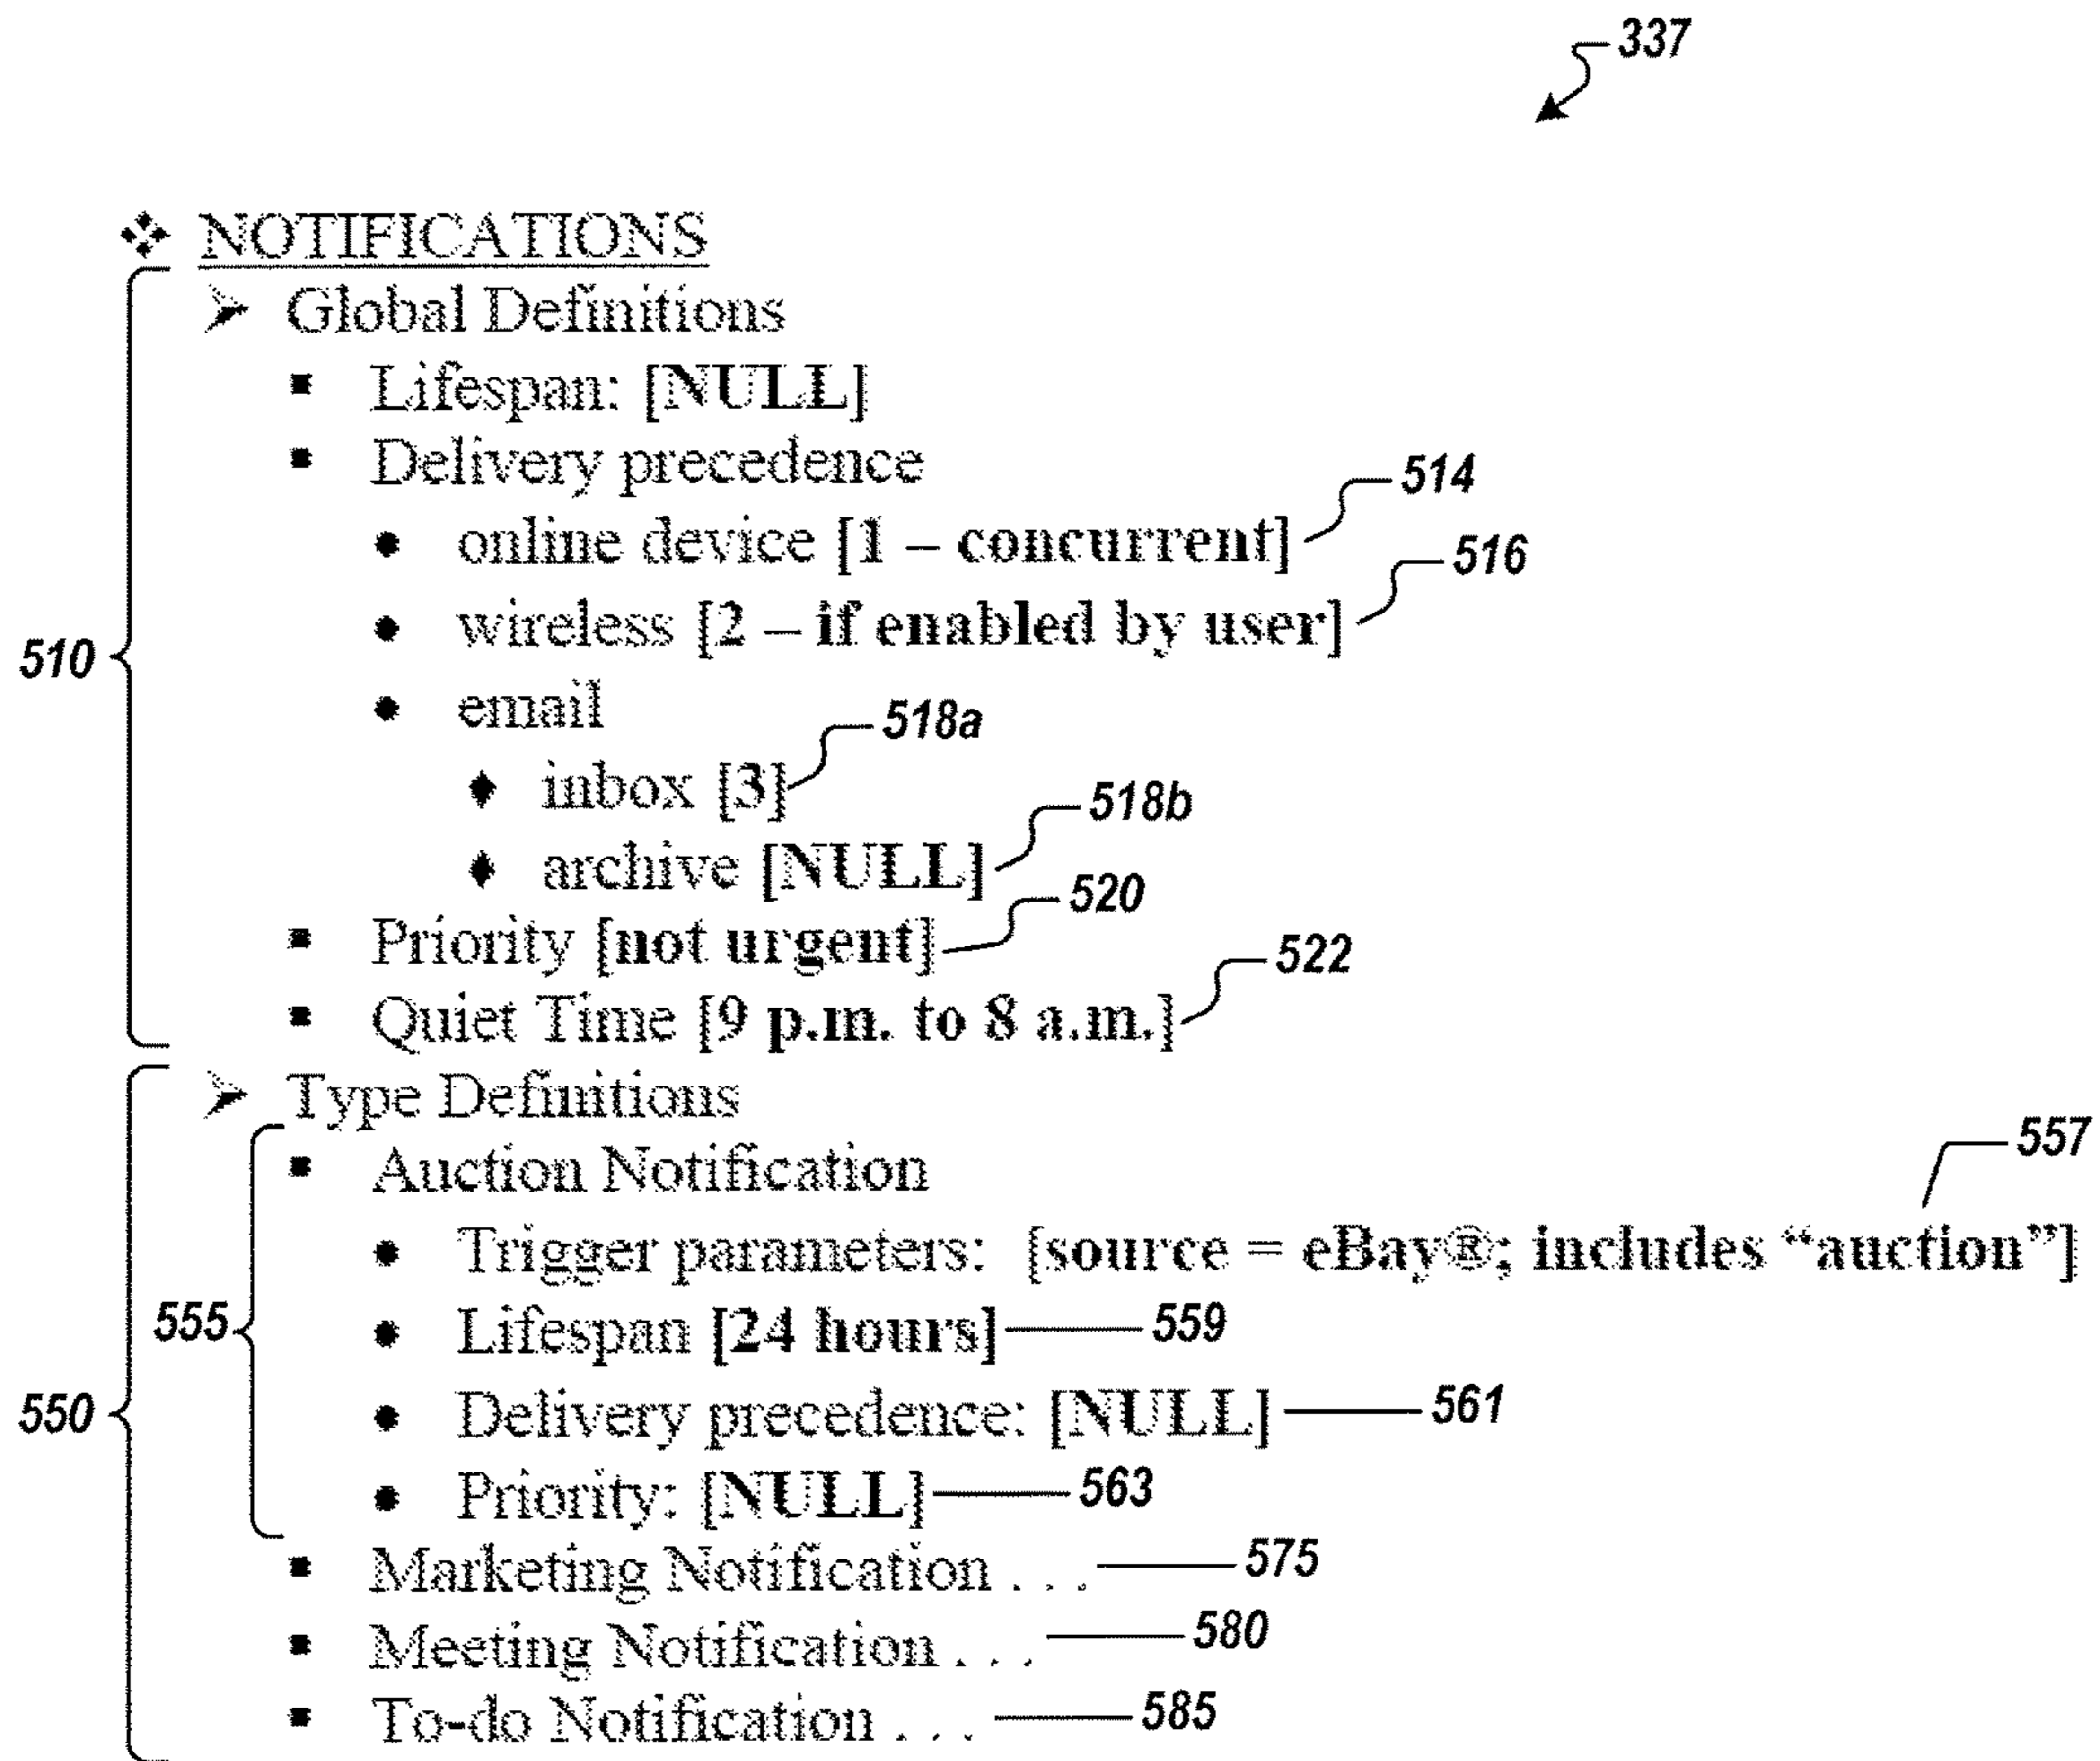 337
❖ NOTIFICATIONS
➢ Global Definitions
▪ Lifespan: [NULL]
▪ Delivery precedence
• online device [1 – concurrent] 514
• wireless [2 – if enabled by user] 516
510
• email
♦ inbox [3] 518a
♦ archive [NULL] 518b
▪ Priority [not urgent] 520
▪ Quiet Time [9 p.m. to 8 a.m.] 522
➢ Type Definitions
▪ Auction Notification
• Trigger parameters: [source = eBay®; includes “auction”] 557
555
• Lifespan [24 hours] 559
550
• Delivery precedence: [NULL] 561
• Priority: [NULL] 563
▪ Marketing Notification . . . 575
▪ Meeting Notification . . . 580
▪ To-do Notification . . . 585